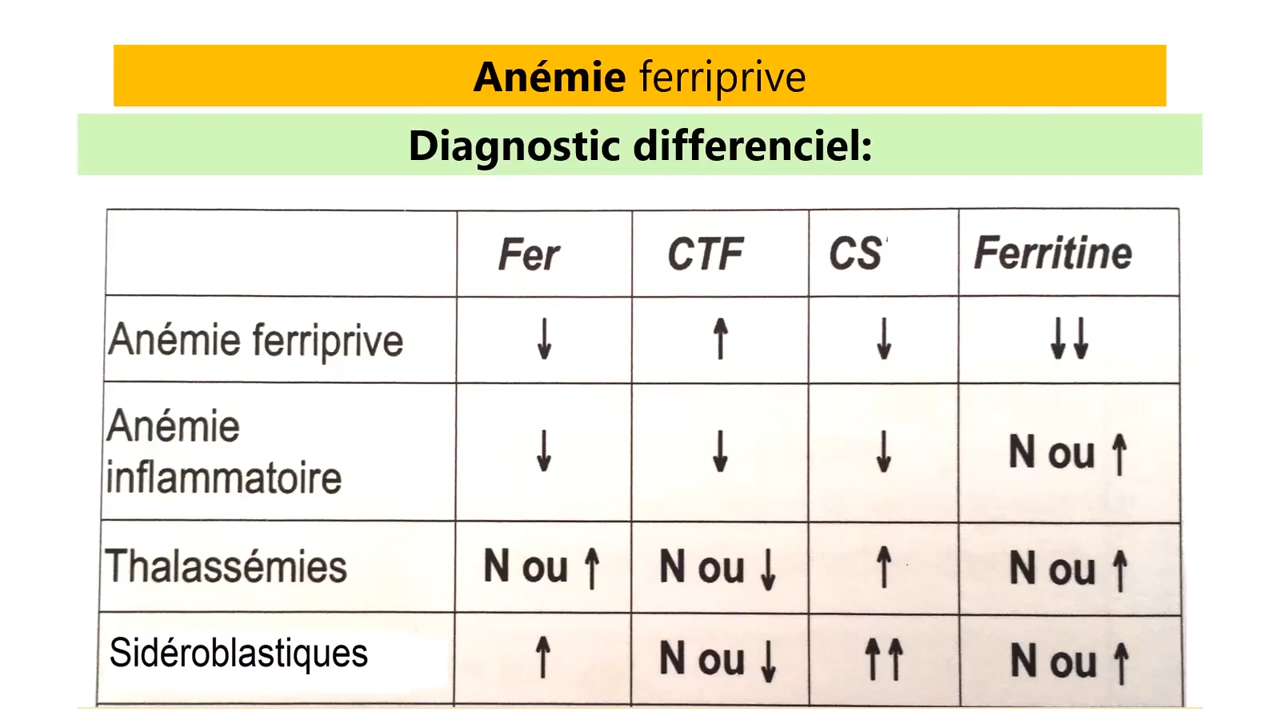 Anémie ferriprive
Diagnostic differenciel:
Fer CTF CS Ferritine
Anémie ferriprive ↓ ↑ ↓ ↓↓
Anémie
inflammatoire ↓ ↓ ↓ N ou ↑
Thalassémies N ou ↑ N ou ↓ ↑ N ou ↑
Sidéroblastiques ↑ N ou ↓ ↑↑ N ou ↑